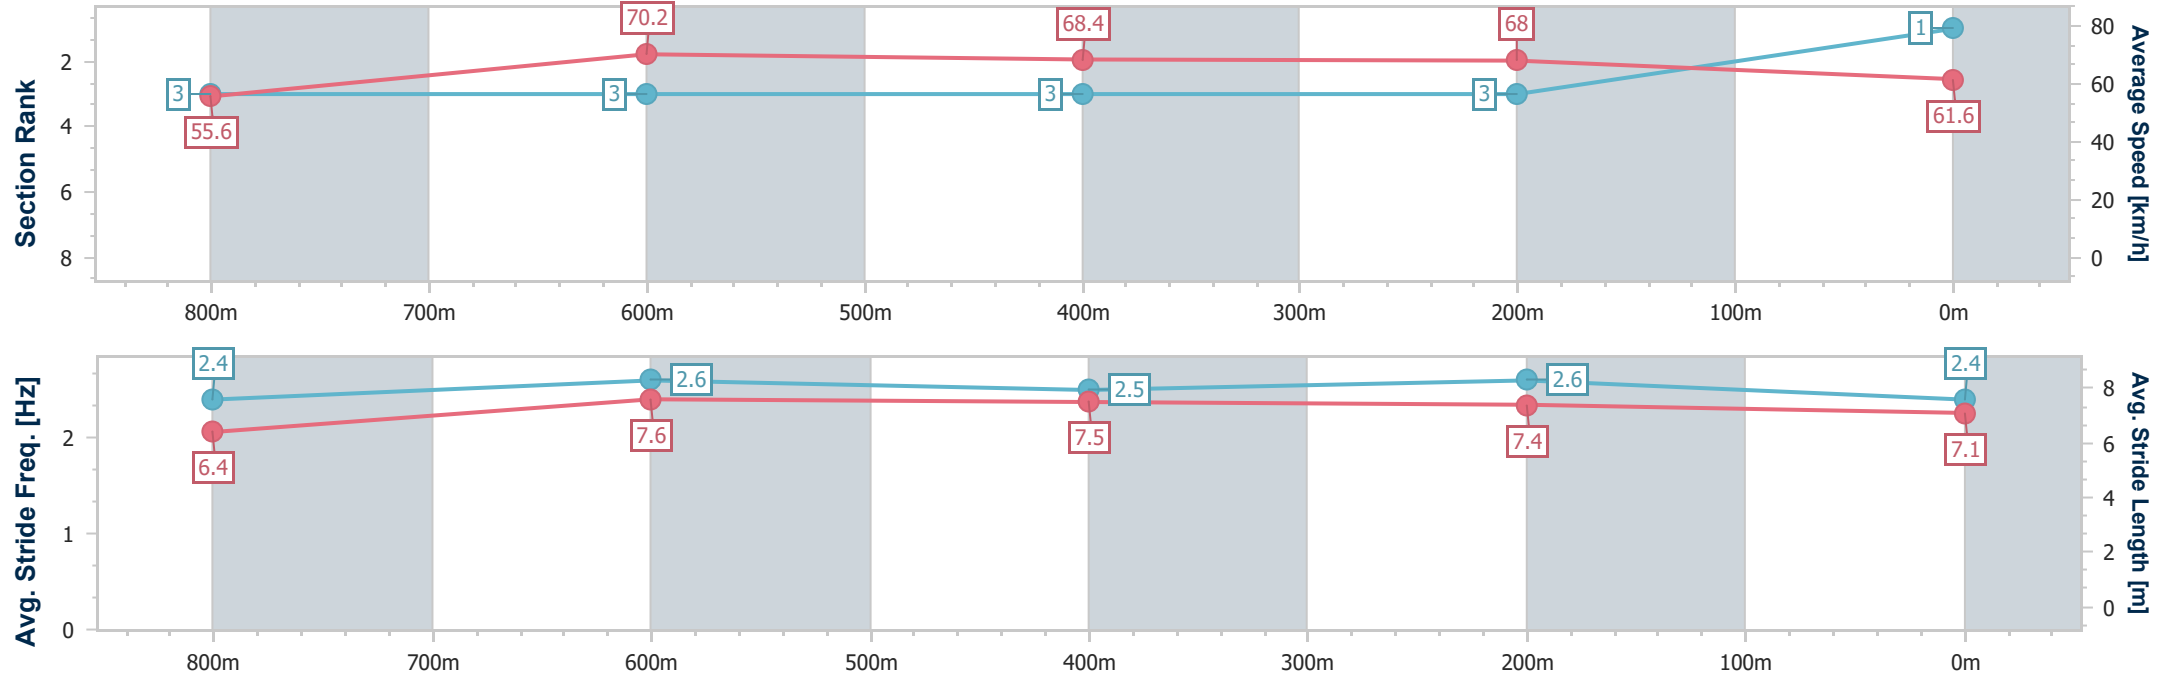 Section Rank
2
4
6
8
3
3
3
3
1
55.6
70.2
68.4
68
61.6
80
60
40
20
0
Average Speed [km/h]
800m
700m
600m
500m
400m
300m
200m
100m
0m
Avg. Stride Freq. [Hz]
2
1
0
2.4
2.6
2.5
2.6
2.4
6.4
7.6
7.5
7.4
7.1
8
6
4
2
0
Avg. Stride Length [m]
800m
700m
600m
500m
400m
300m
200m
100m
0m